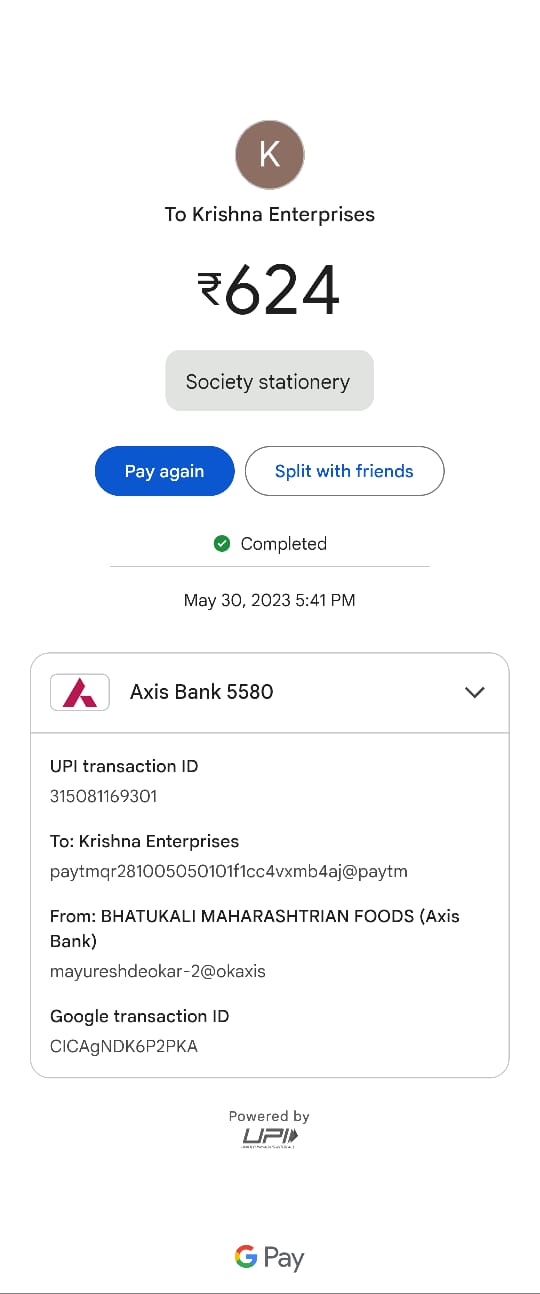 K
To Krishna Enterprises
₹624
Society stationery
Pay again
Split with friends
Completed
May 30, 2023 5:41 PM
Axis Bank 5580
UPI transaction ID
315081169301
To: Krishna Enterprises
paytmqr281005050101f1cc4vxmb4aj@paytm
From: BHATUKALI MAHARASHTRIAN FOODS (Axis
Bank)
mayureshdeokar-2@okaxis
Google transaction ID
CICAgNDK6P2PKA
Powered by
UPI
G Pay